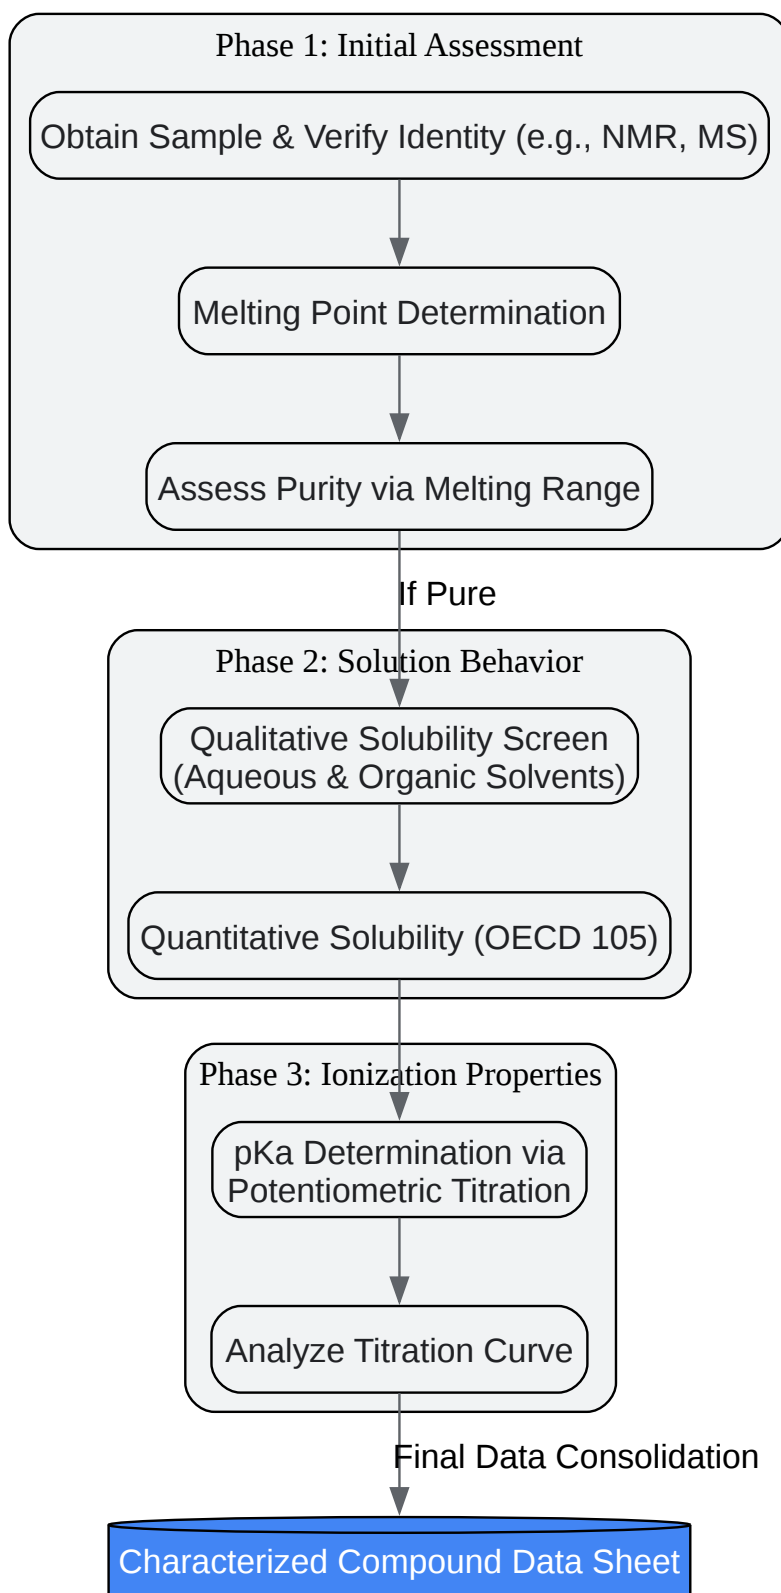 Phase 1: Initial Assessment
Obtain Sample & Verify Identity (e.g., NMR, MS)
Melting Point Determination
Assess Purity via Melting Range
If Pure
Phase 2: Solution Behavior
Qualitative Solubility Screen
(Aqueous & Organic Solvents)
Quantitative Solubility (OECD 105)
Phase 3: Ionization Properties
pKa Determination via
Potentiometric Titration
Analyze Titration Curve
Final Data Consolidation
Characterized Compound Data Sheet